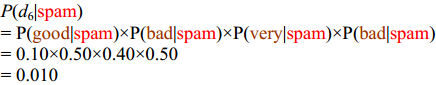 P(d₆|spam)
= P(good|spam)×P(bad|spam)×P(very|spam)×P(bad|spam)
= 0.10×0.50×0.40×0.50
= 0.010